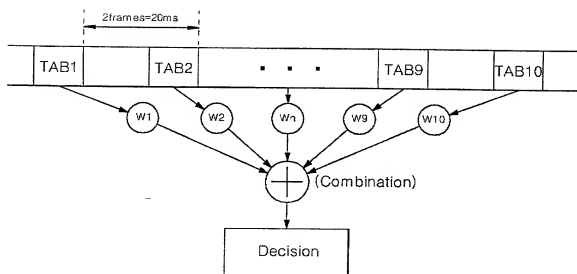 2frames=20ms
TAB1 TAB2 . . . TAB9 TAB10
W1 W2 Wn W9 W10
(Combination)
Decision